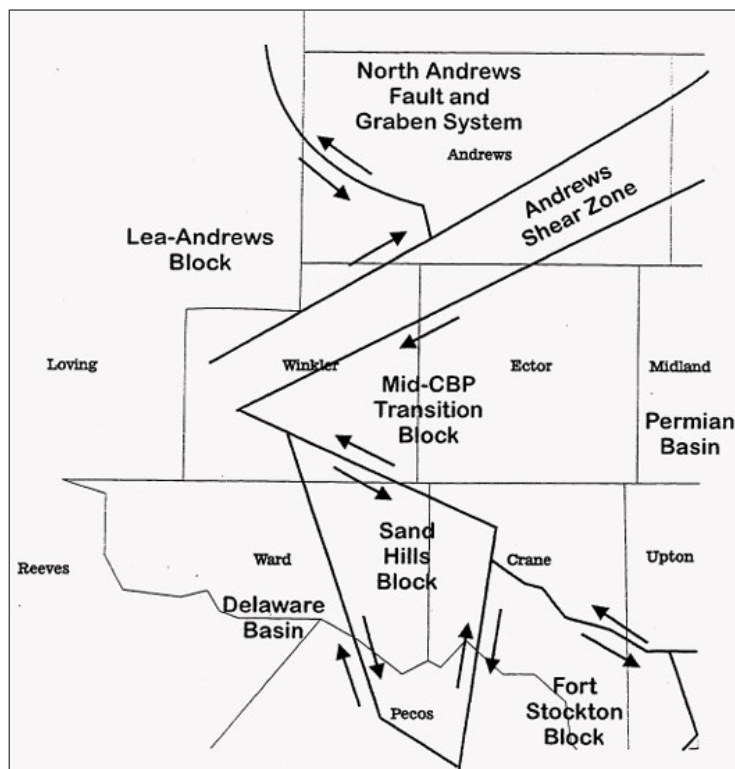 North Andrews
Fault and
Graben System
Andrews
Andrews
Shear Zone
Lea-Andrews
Block
Loving
Winkler
Ector
Midland
Mid-CBP
Transition
Block
Permian
Basin
Sand
Hills
Block
Reeves
Ward
Crane
Upton
Delaware
Basin
Pecos
Fort
Stockton
Block